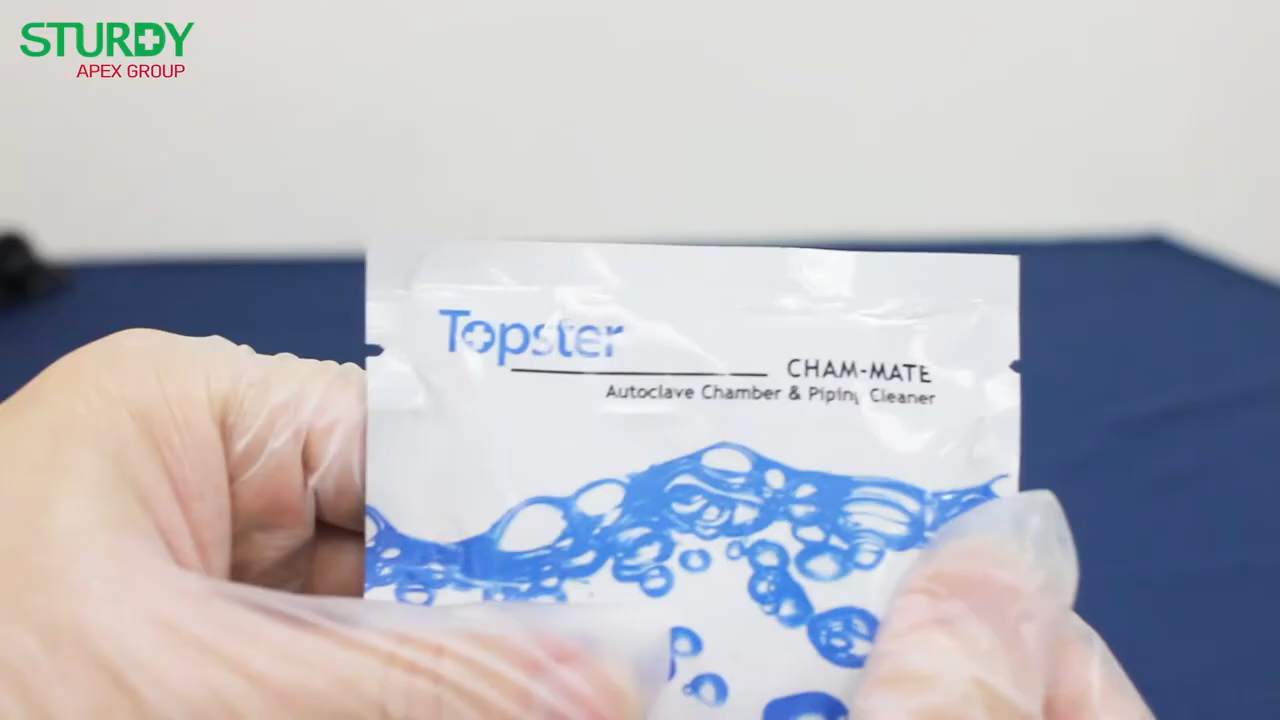 STURDY
APEX GROUP
Topster
CHAM-MATE
Autoclave Chamber & Piping Cleaner